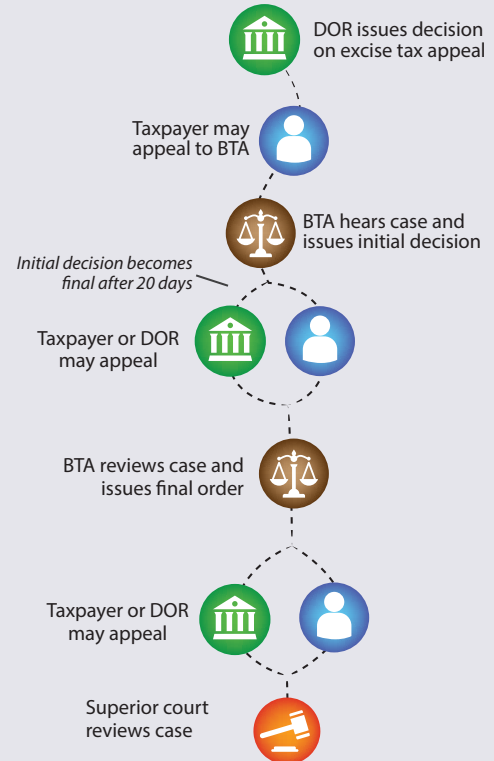 DOR issues decision
on excise tax appeal
Taxpayer may
appeal to BTA
BTA hears case and
issues initial decision
Initial decision becomes
final after 20 days
Taxpayer or DOR
may appeal
BTA reviews case and
issues final order
Taxpayer or DOR
may appeal
Superior court
reviews case